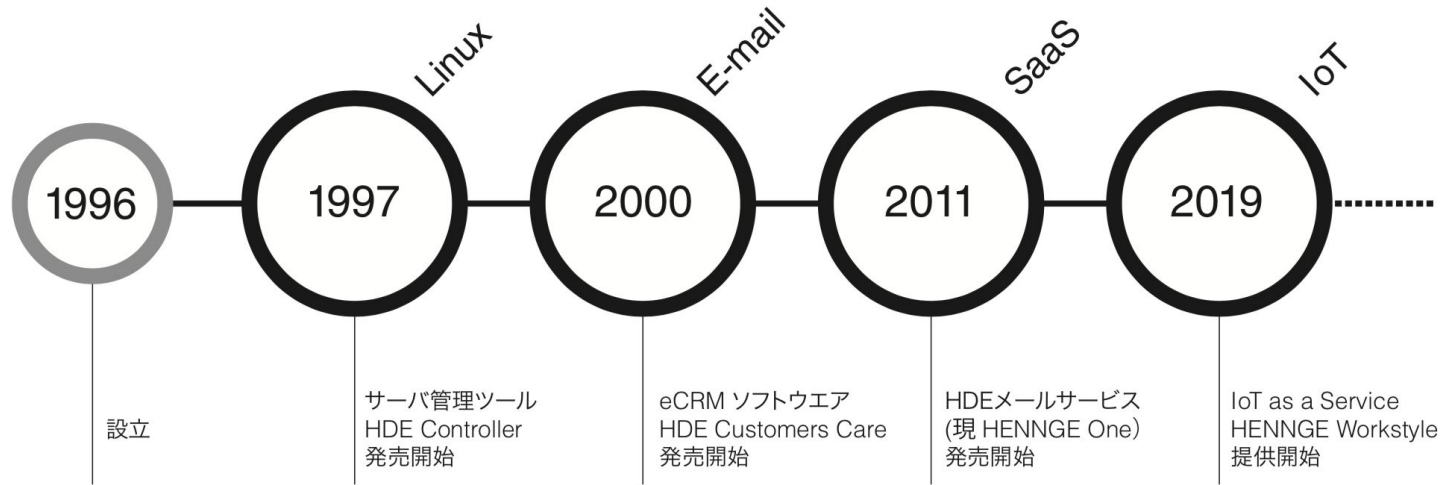 Linux
E-mail
SaaS
IoT
1996
1997
2000
2011
2019
設立
サーバ管理ツール
HDE Controller
発売開始
eCRM ソフトウエア
HDE Customers Care
発売開始
HDEメールサービス
(現 HENNGE One）
発売開始
IoT as a Service
HENNGE Workstyle
提供開始